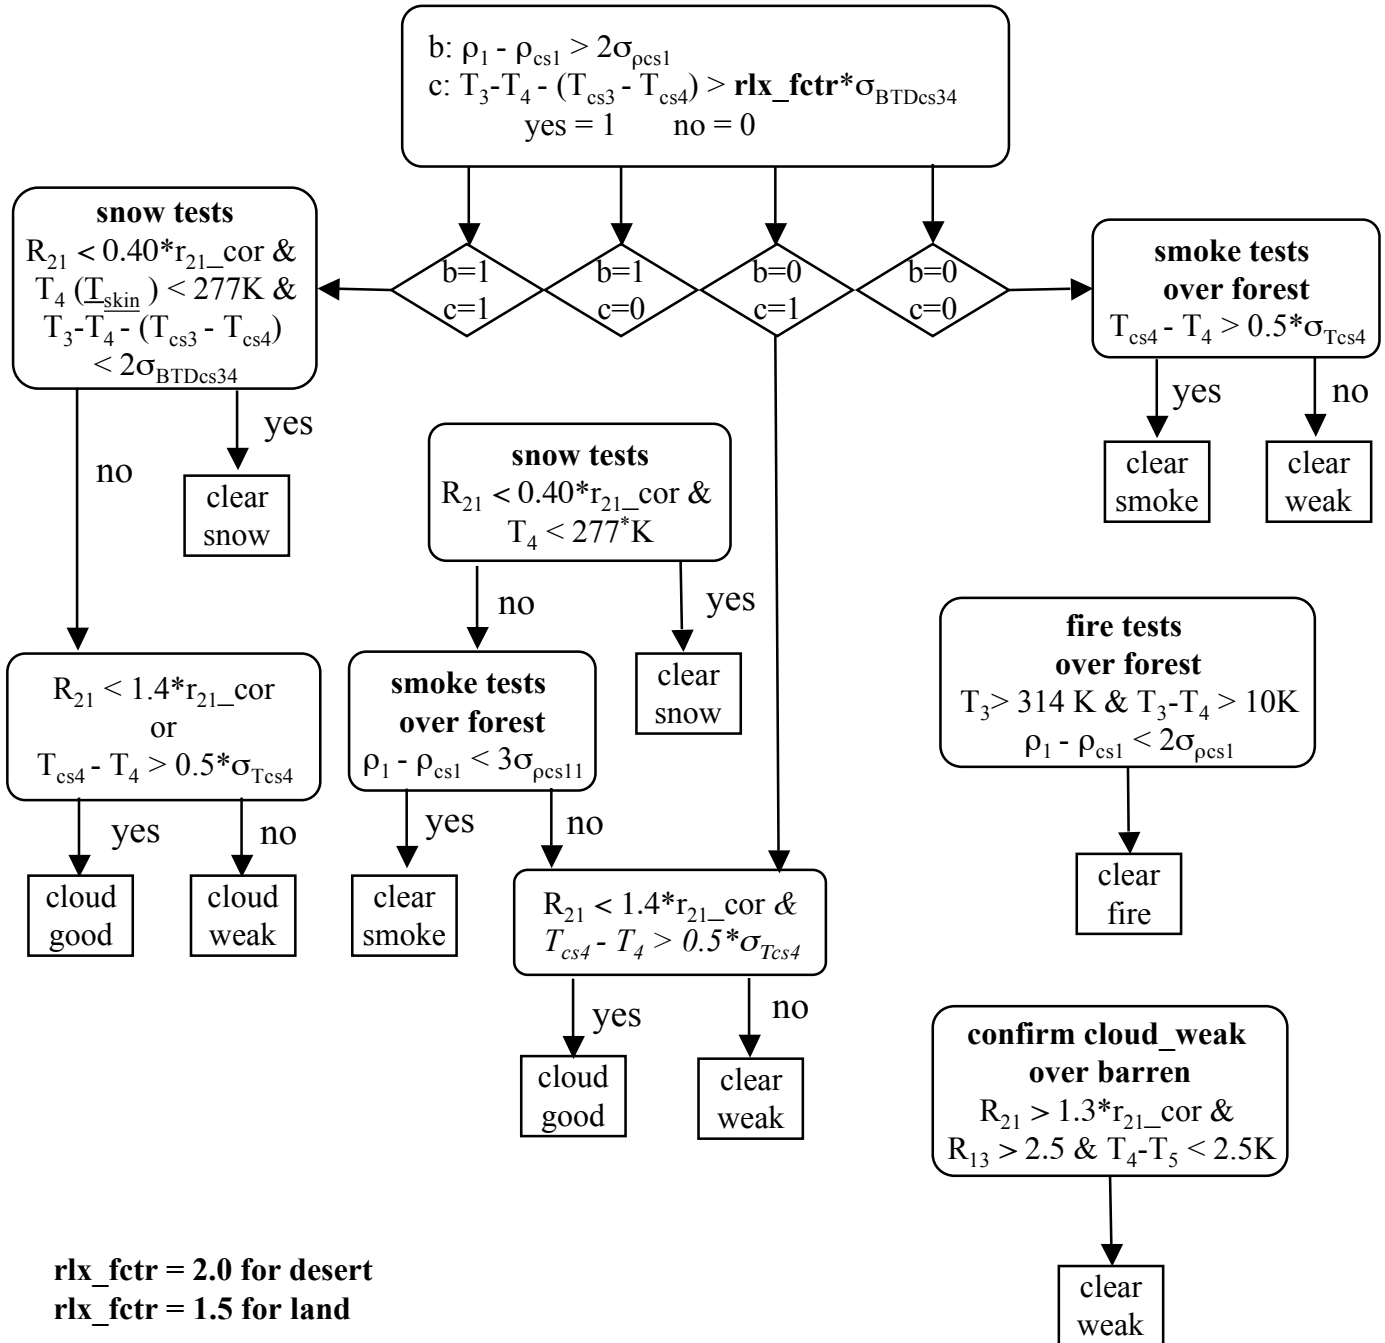 b: ρ₁ - ρcs1 > 2σρcs1
c: T₃-T₄ - (Tcs3 - Tcs4) > rlx_fctr*σBTDcs34
yes = 1 no = 0
b=1
c=1
b=1
c=0
b=0
c=1
b=0
c=0
snow tests
R₂₁ < 0.40*r₂₁_cor &
T₄ (Tskin ) < 277K &
T₃-T₄ - (Tcs3 - Tcs4)
< 2σBTDcs34
yes
no
clear
snow
R₂₁ < 1.4*r₂₁_cor
or
Tcs4 - T₄ > 0.5*σTcs4
yes
no
cloud
good
cloud
weak
snow tests
R₂₁ < 0.40*r₂₁_cor &
T₄ < 277*K
no
yes
clear
snow
smoke tests
over forest
ρ₁ - ρcs1 < 3σρcs11
yes
no
clear
smoke
R₂₁ < 1.4*r₂₁_cor &
Tcs4 - T₄ > 0.5*σTcs4
yes
no
cloud
good
clear
weak
smoke tests
over forest
Tcs4 - T₄ > 0.5*σTcs4
yes
no
clear
smoke
clear
weak
fire tests
over forest
T₃> 314 K & T₃-T₄ > 10K
ρ₁ - ρcs1 < 2σρcs1
clear
fire
confirm cloud_weak
over barren
R₂₁ > 1.3*r₂₁_cor &
R₁₃ > 2.5 & T₄-T₅ < 2.5K
clear
weak
rlx_fctr = 2.0 for desert
rlx_fctr = 1.5 for land